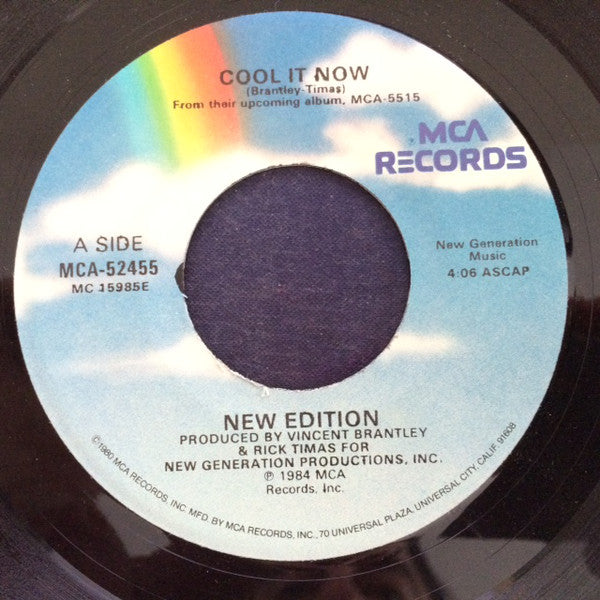 COOL IT NOW
(Brantley-Timas)
From their upcoming album, MCA-5515
MCA
RECORDS
A SIDE
MCA-52455
MC 15985E
New Generation
Music
4:06 ASCAP
NEW EDITION
PRODUCED BY VINCENT BRANTLEY
& RICK TIMAS FOR
NEW GENERATION PRODUCTIONS, INC.
℗ 1984 MCA
Records, Inc.
©1980 MCA RECORDS, INC. MFD. BY MCA RECORDS, INC., 70 UNIVERSAL PLAZA, UNIVERSAL CITY, CALIF. 91608